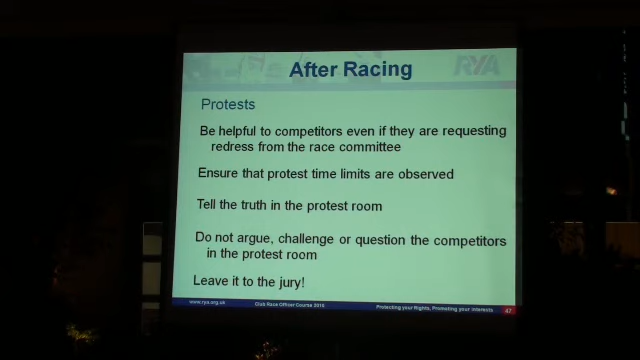 After Racing
RYA
Protests
Be helpful to competitors even if they are requesting
redress from the race committee
Ensure that protest time limits are observed
Tell the truth in the protest room
Do not argue, challenge or question the competitors
in the protest room
Leave it to the jury!
www.rya.org.uk Club Race Officer Course 2010 Protecting your Rights, Promoting your Interests 47